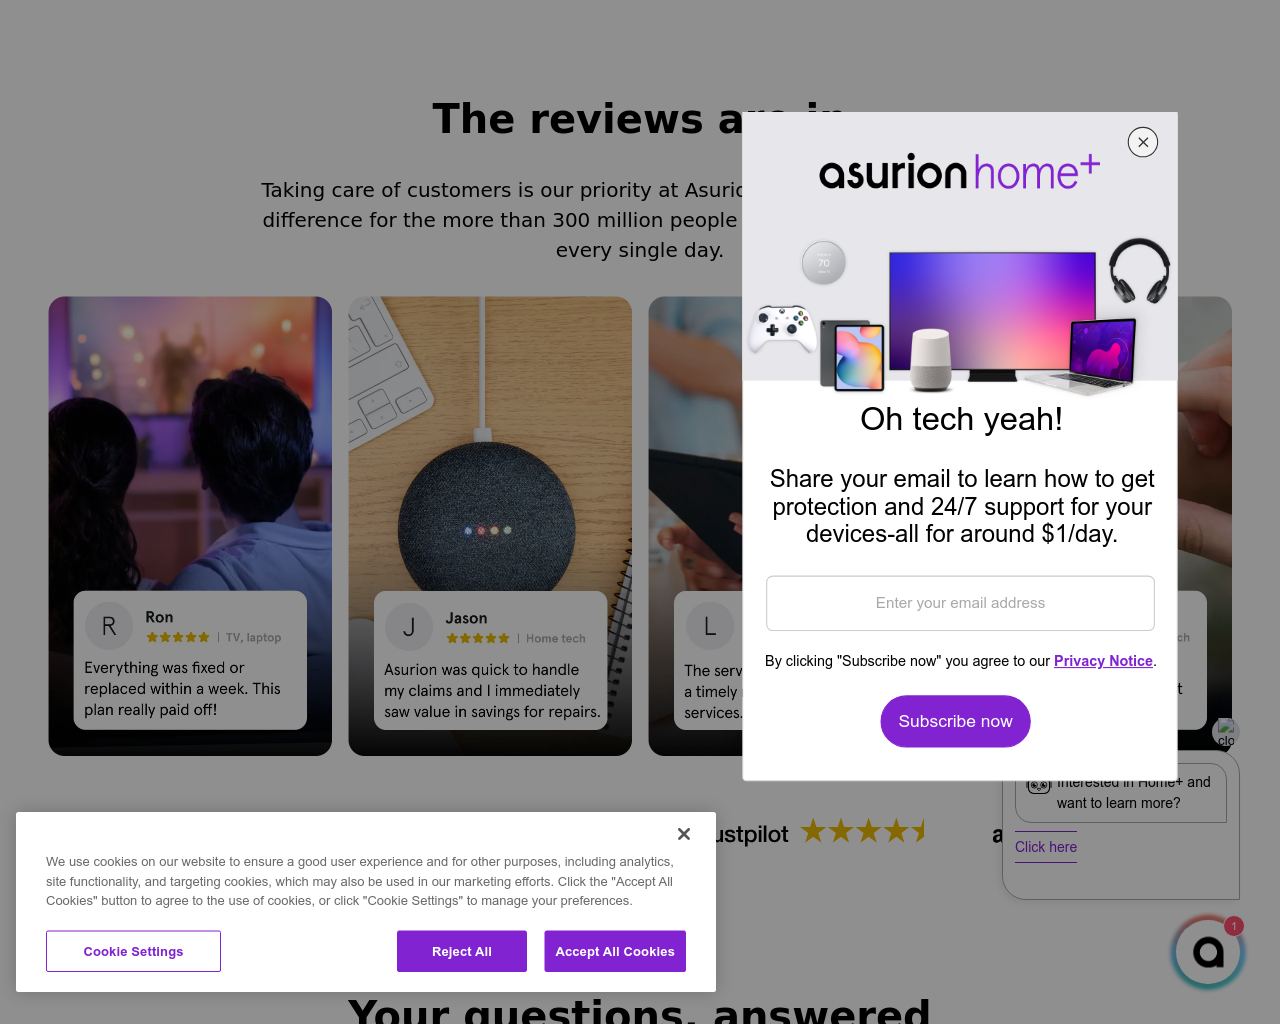 The reviews are in
Taking care of customers is our priority at Asurio
difference for the more than 300 million people
every single day.
R
Ron
TV, laptop
Everything was fixed or
replaced within a week. This
plan really paid off!
J
Jason
Home tech
Asurion was quick to handle
my claims and I immediately
saw value in savings for repairs.
L
The serv
a timely
services.
ch
t
asurion home+
70
Oh tech yeah!
Share your email to learn how to get
protection and 24/7 support for your
devices-all for around $1/day.
Enter your email address
By clicking "Subscribe now" you agree to our Privacy Notice.
Subscribe now
clo
Interested in Home+ and
want to learn more?
Click here
ustpilot
a
We use cookies on our website to ensure a good user experience and for other purposes, including analytics,
site functionality, and targeting cookies, which may also be used in our marketing efforts. Click the "Accept All
Cookies" button to agree to the use of cookies, or click "Cookie Settings" to manage your preferences.
Cookie Settings
Reject All
Accept All Cookies
1
a
Your questions, answered